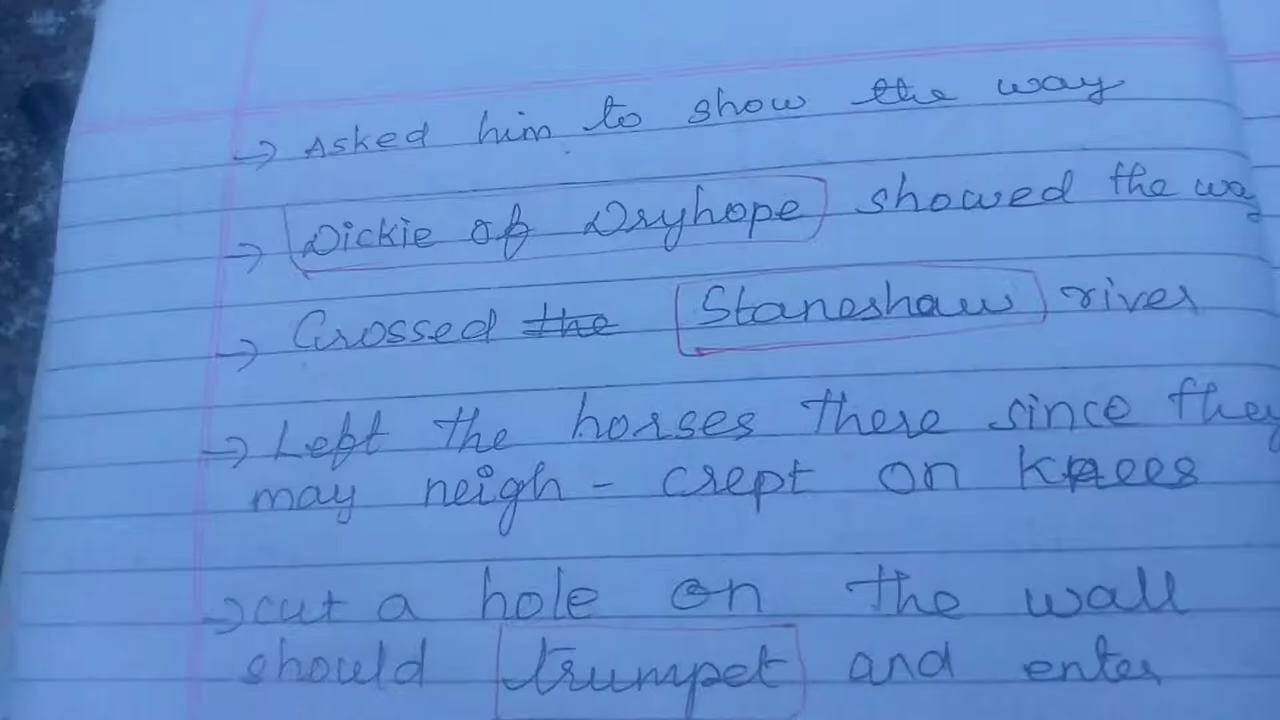 → Asked him to show the way
→ Dickie of Dryhope showed the way
→ Crossed the Staneshaw river
→ Left the horses there since they
may neigh - crept on knees
→ cut a hole on the wall
should trumpet and enter